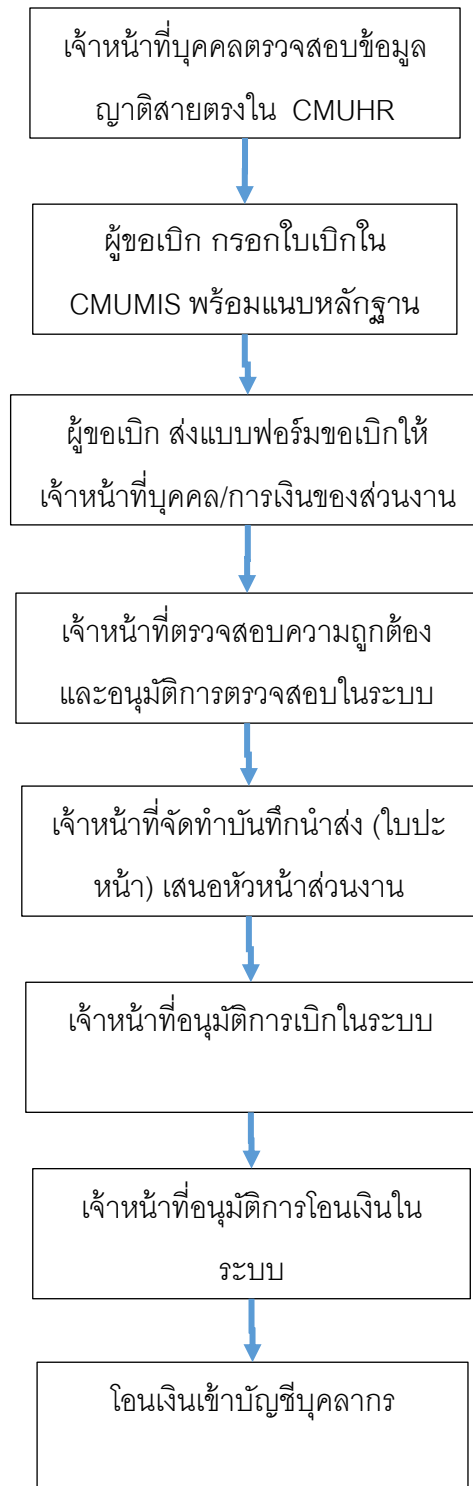 เจ้าหน้าที่บุคคลตรวจสอบข้อมูล
ญาติสายตรงใน CMUHR
ผู้ขอเบิก กรอกใบเบิกใน
CMUMIS พร้อมแนบหลักฐาน
ผู้ขอเบิก ส่งแบบฟอร์มขอเบิกให้
เจ้าหน้าที่บุคคล/การเงินของส่วนงาน
เจ้าหน้าที่ตรวจสอบความถูกต้อง
และอนุมัติการตรวจสอบในระบบ
เจ้าหน้าที่จัดทำบันทึกนำส่ง (ใบปะ
หน้า) เสนอหัวหน้าส่วนงาน
เจ้าหน้าที่อนุมัติการเบิกในระบบ
เจ้าหน้าที่อนุมัติการโอนเงินใน
ระบบ
โอนเงินเข้าบัญชีบุคลากร